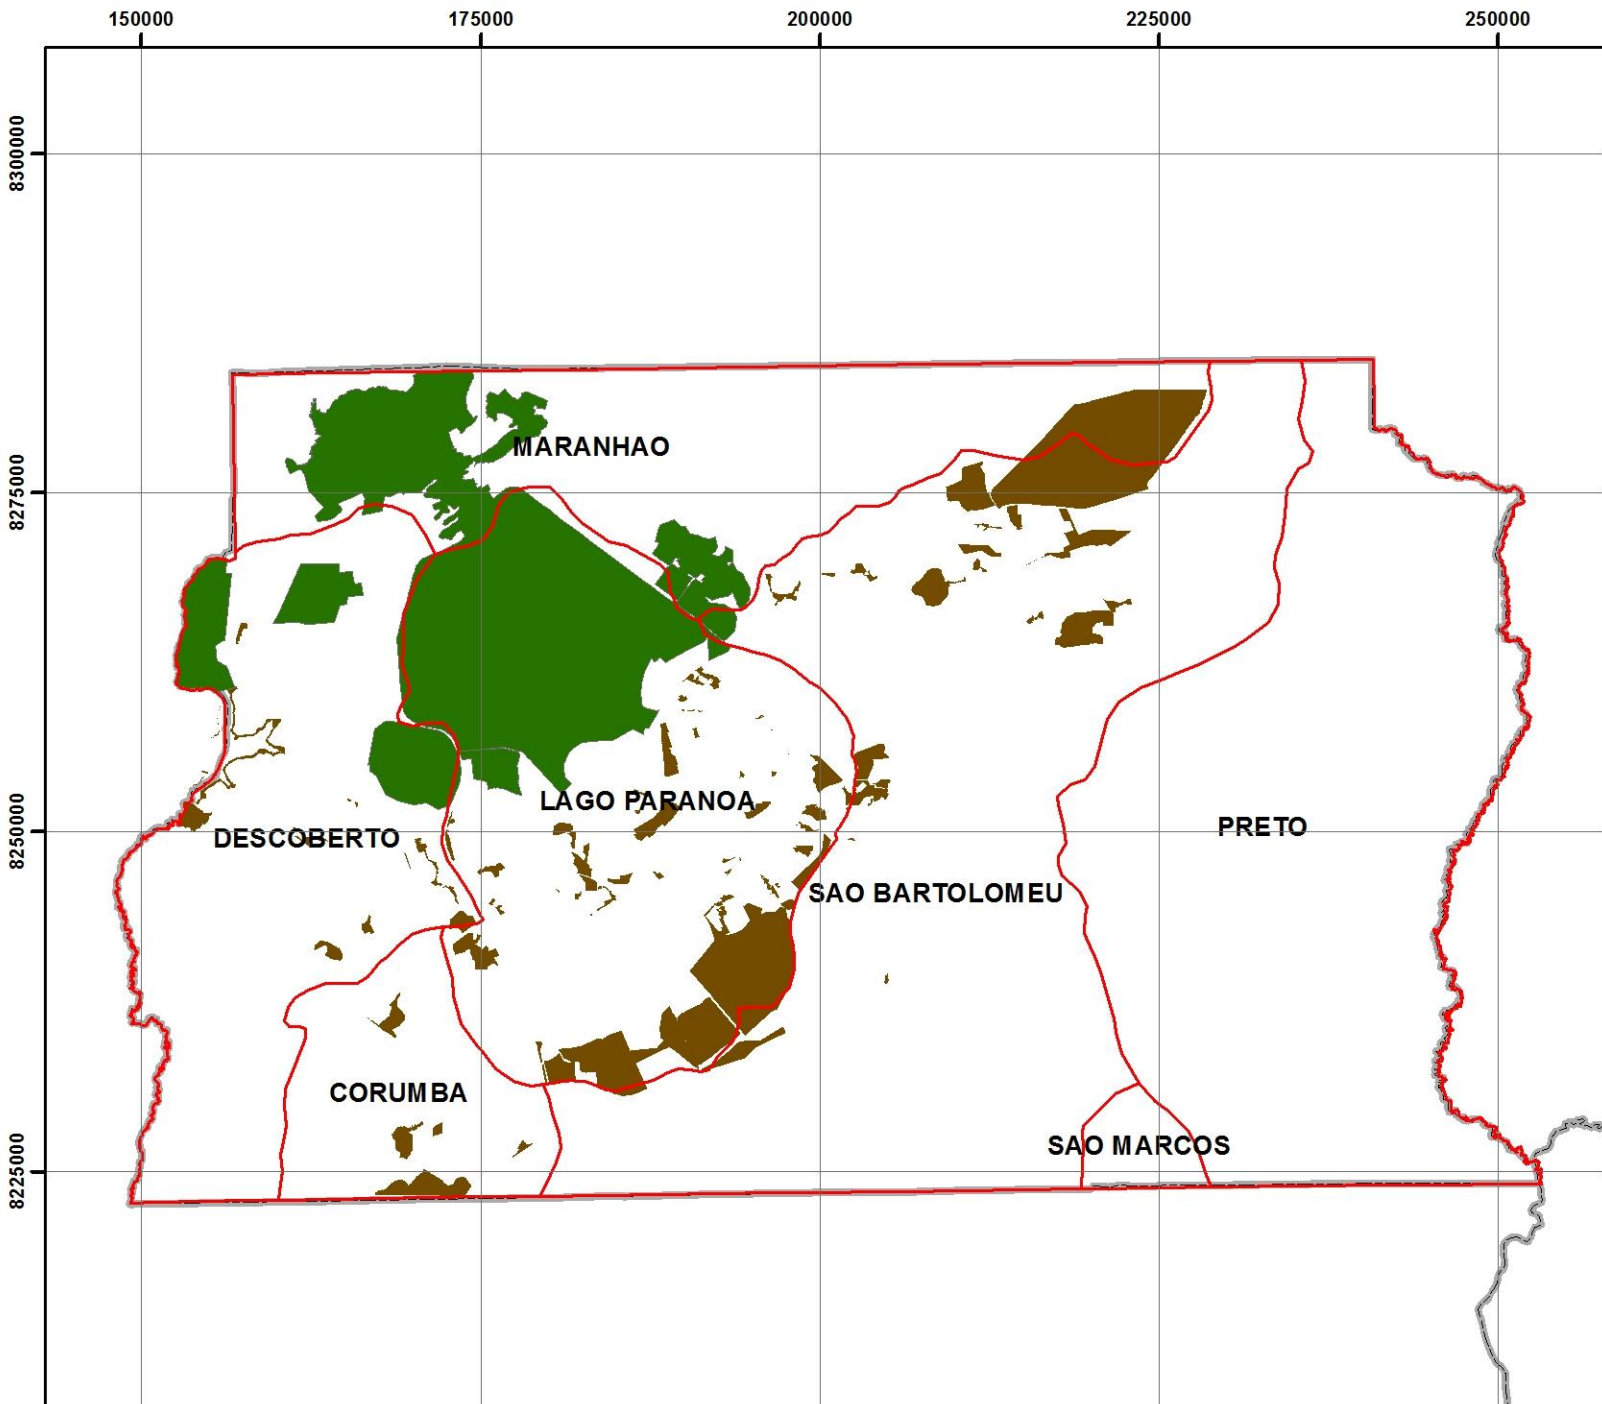 150000 175000 200000 225000 250000
8300000
MARANHAO
8275000
LAGO PARANOA
8250000
DESCOBERTO
PRETO
SAO BARTOLOMEU
CORUMBA
SAO MARCOS
8225000